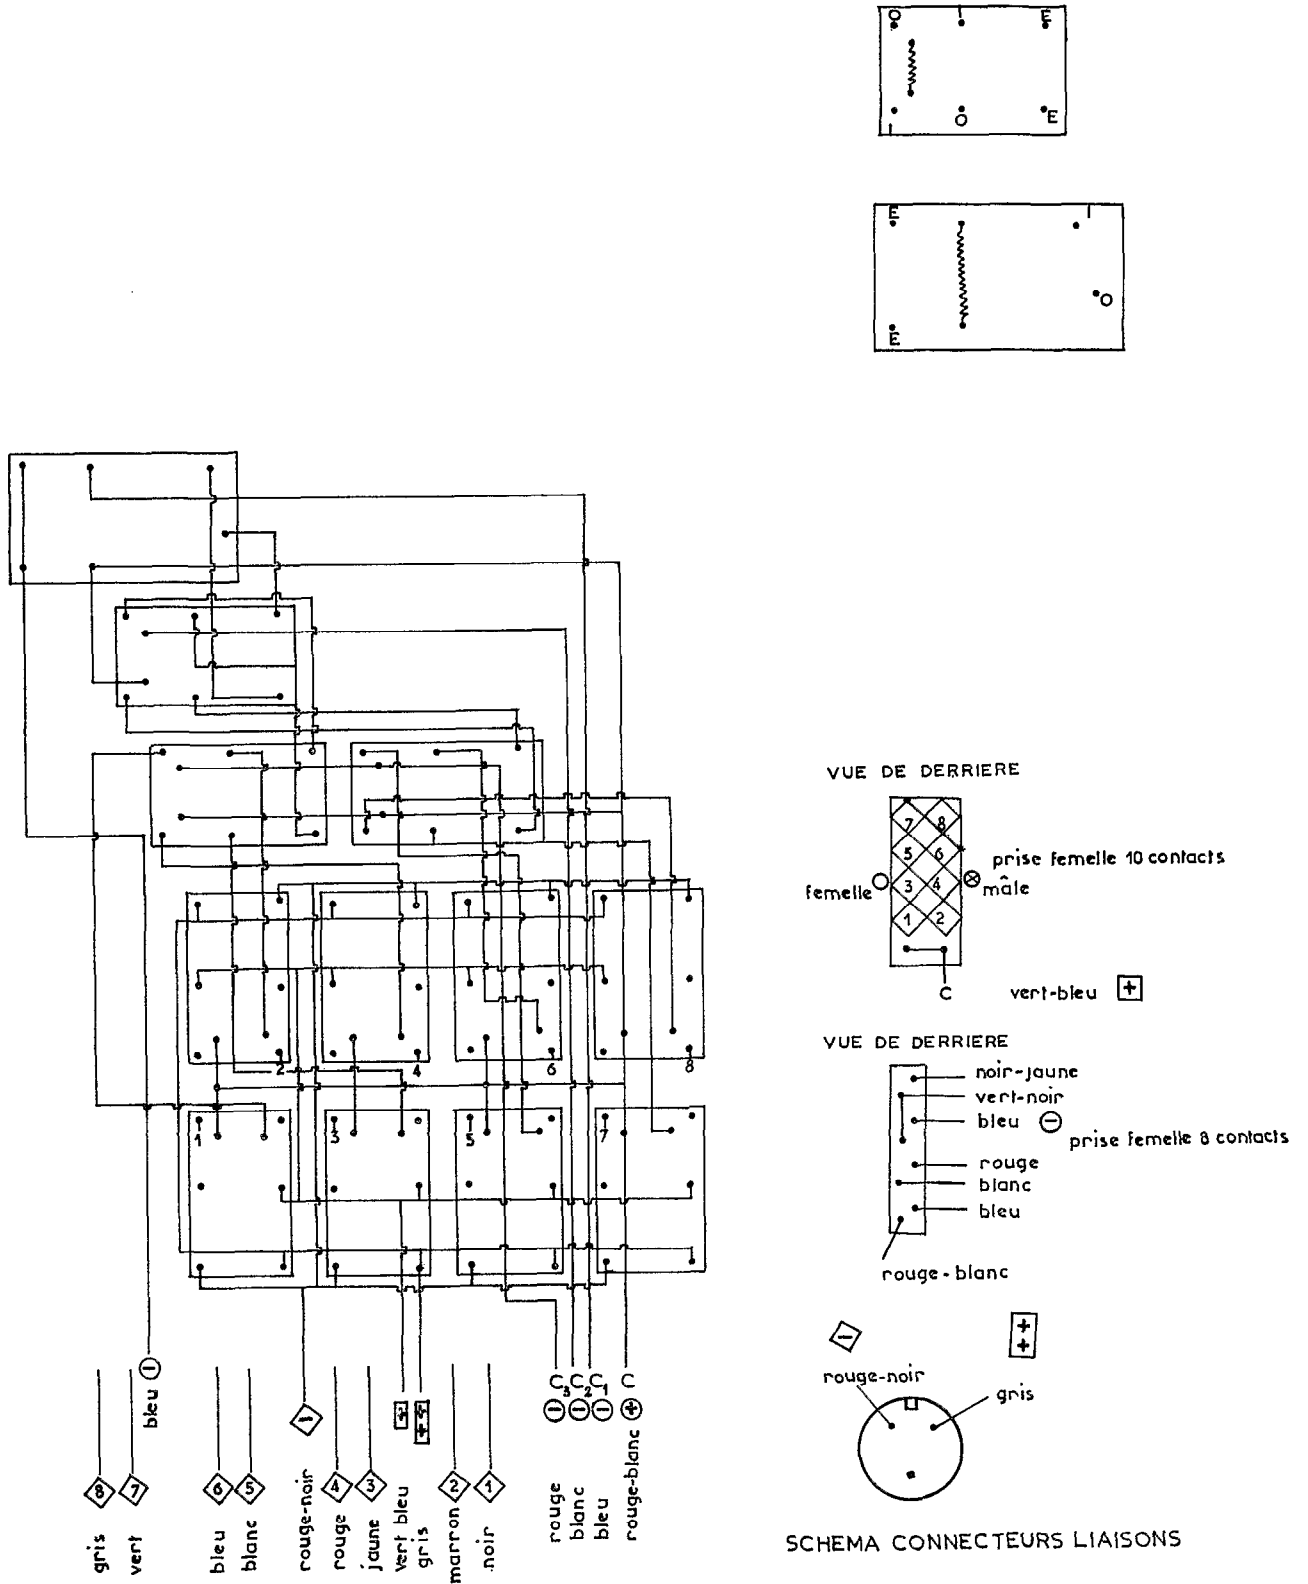 O I E
O E
I
E I
O
E
VUE DE DERRIERE
7 8
5 6
3 4
1 2
prise femelle 10 contacts
femelle
mâle
C
vert-bleu +
VUE DE DERRIERE
noir-jaune
vert-noir
bleu −
prise femelle 8 contacts
rouge
blanc
bleu
rouge-blanc
−
+ +
rouge-noir
gris
2 4 6 8
1 3 5 7
C3 C2 C1 C
− − − +
8 gris
7 vert
bleu −
6 bleu
5 blanc
− rouge-noir
4 rouge
3 jaune
+ vert bleu
+ + gris
2 marron
1 noir
rouge
blanc
bleu
rouge-blanc
SCHEMA CONNECTEURS LIAISONS